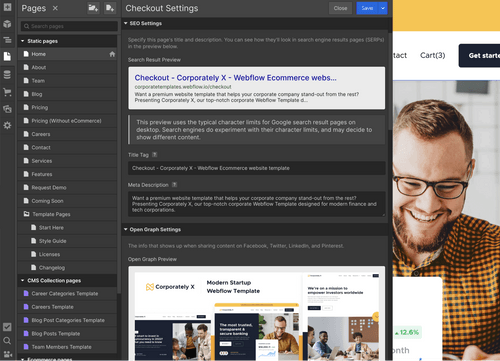 Pages
Search pages
Static pages
Home
About
Team
Blog
Pricing
Pricing (Without eCommerce)
Careers
Contact
Services
Features
Request Demo
Coming Soon
Template Pages
Start Here
Style Guide
Licenses
Changelog
CMS Collection pages
Career Categories Template
Careers Template
Blog Post Categories Template
Blog Posts Template
Team Members Template
Ecommerce pages
Checkout Settings
Close
Save
SEO Settings
Specify this page's title and description. You can see how they'll look in search engine results pages (SERPs)
in the preview below.
Search Result Preview
Checkout - Corporately X - Webflow Ecommerce webs...
corporatetemplates.webflow.io/checkout
Want a premium website template that helps your corporate company stand-out from the rest?
Presenting Corporately X, our top-notch corporate Webflow Template d...
This preview uses the typical character limits for Google search result pages on
desktop. Search engines do experiment with their character limits, and may decide to
show different content.
Title Tag ?
Checkout - Corporately X - Webflow Ecommerce website template
Meta Description ?
Want a premium website template that helps your corporate company stand-out from the rest?
Presenting Corporately X, our top-notch corporate Webflow Template designed for modern finance and
tech corporations.
Open Graph Settings
The info that shows up when sharing content on Facebook, Twitter, LinkedIn, and Pinterest.
Open Graph Preview
Corporately X
Modern Startup
Webflow Template
We're on a mission to
empower investors worldwide
The most trusted,
transparent &
secure banking
tact
Cart(3)
Get starte
12.6%